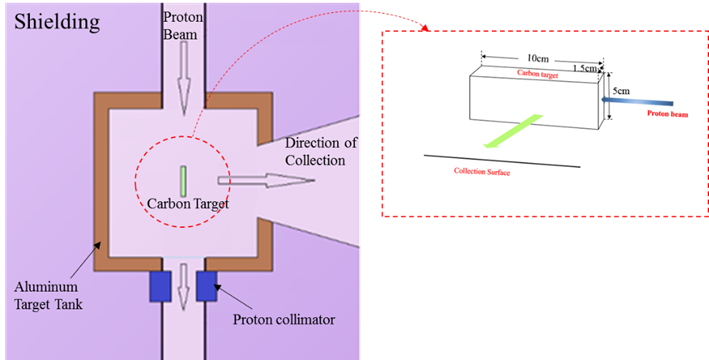 Shielding
Proton
Beam
Direction of
Collection
Carbon Target
Aluminum
Target Tank
Proton collimator
10cm
1.5cm
Carbon target
5cm
Proton beam
Collection Surface